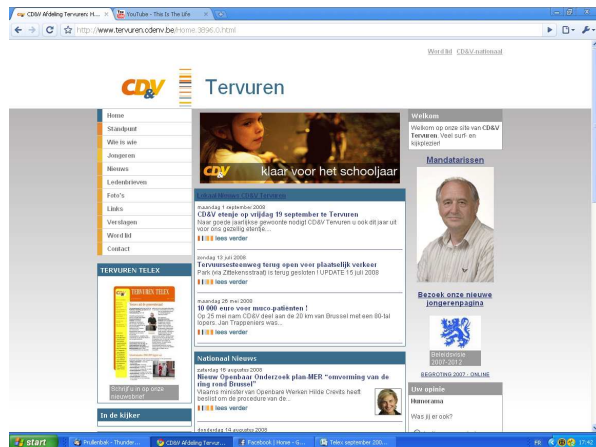 CD&V Afdeling Tervuren: H...
YouTube - This Is The Life
http://www.tervuren.cdenv.be/Home.3896.0.html
Word lid CD&V-nationaal
CD&V
Tervuren
Home
Standpunt
Wie is wie
Jongeren
Nieuws
Ledenbrieven
Foto's
Links
Verslagen
Word lid
Contact
TERVUREN TELEX
TERVUREN TELEX
Schrijf u in op onze
nieuwsbrief
In de kijker
CD&V
klaar voor het schooljaar
Lokaal Nieuws CD&V Tervuren
maandag 1 september 2008
CD&V etentje op vrijdag 19 september te Tervuren
Naar goede jaarlijkse gewoonte nodigt CD&V Tervuren u ook dit jaar uit
voor ons gezellig etentje...
lees verder
zondag 13 juli 2008
Tervuursesteenweg terug open voor plaatselijk verkeer
Park (via Zittekensstraat) is terug gesloten ! UPDATE 15 juli 2008
lees verder
maandag 26 mei 2008
10 000 euro voor muco-patiënten !
Op 25 mei nam CD&V deel aan de 20 km van Brussel met een 80-tal
lopers. Jan Trappeniers was...
lees verder
Nationaal Nieuws
zaterdag 16 augustus 2008
Nieuw Openbaar Onderzoek plan-MER "omvorming van de
ring rond Brussel"
Vlaams minister van Openbare Werken Hilde Crevits heeft
beslist om de procedure van de...
lees verder
donderdag 14 augustus 2008
Welkom
Welkom op onze site van CD&V
Tervuren. Veel surf- en
kijkplezier!
Mandatarissen
Bezoek onze nieuwe
jongerenpagina
Beleidsvisie
2007-2012
BEGROTING 2007 - ONLINE
Uw opinie
Humorama
Was jij er ook?
start
Prullenbak - Thunder...
CD&V Afdeling Tervur...
Facebook | Home - G...
Telex september 200...
FR
17:42